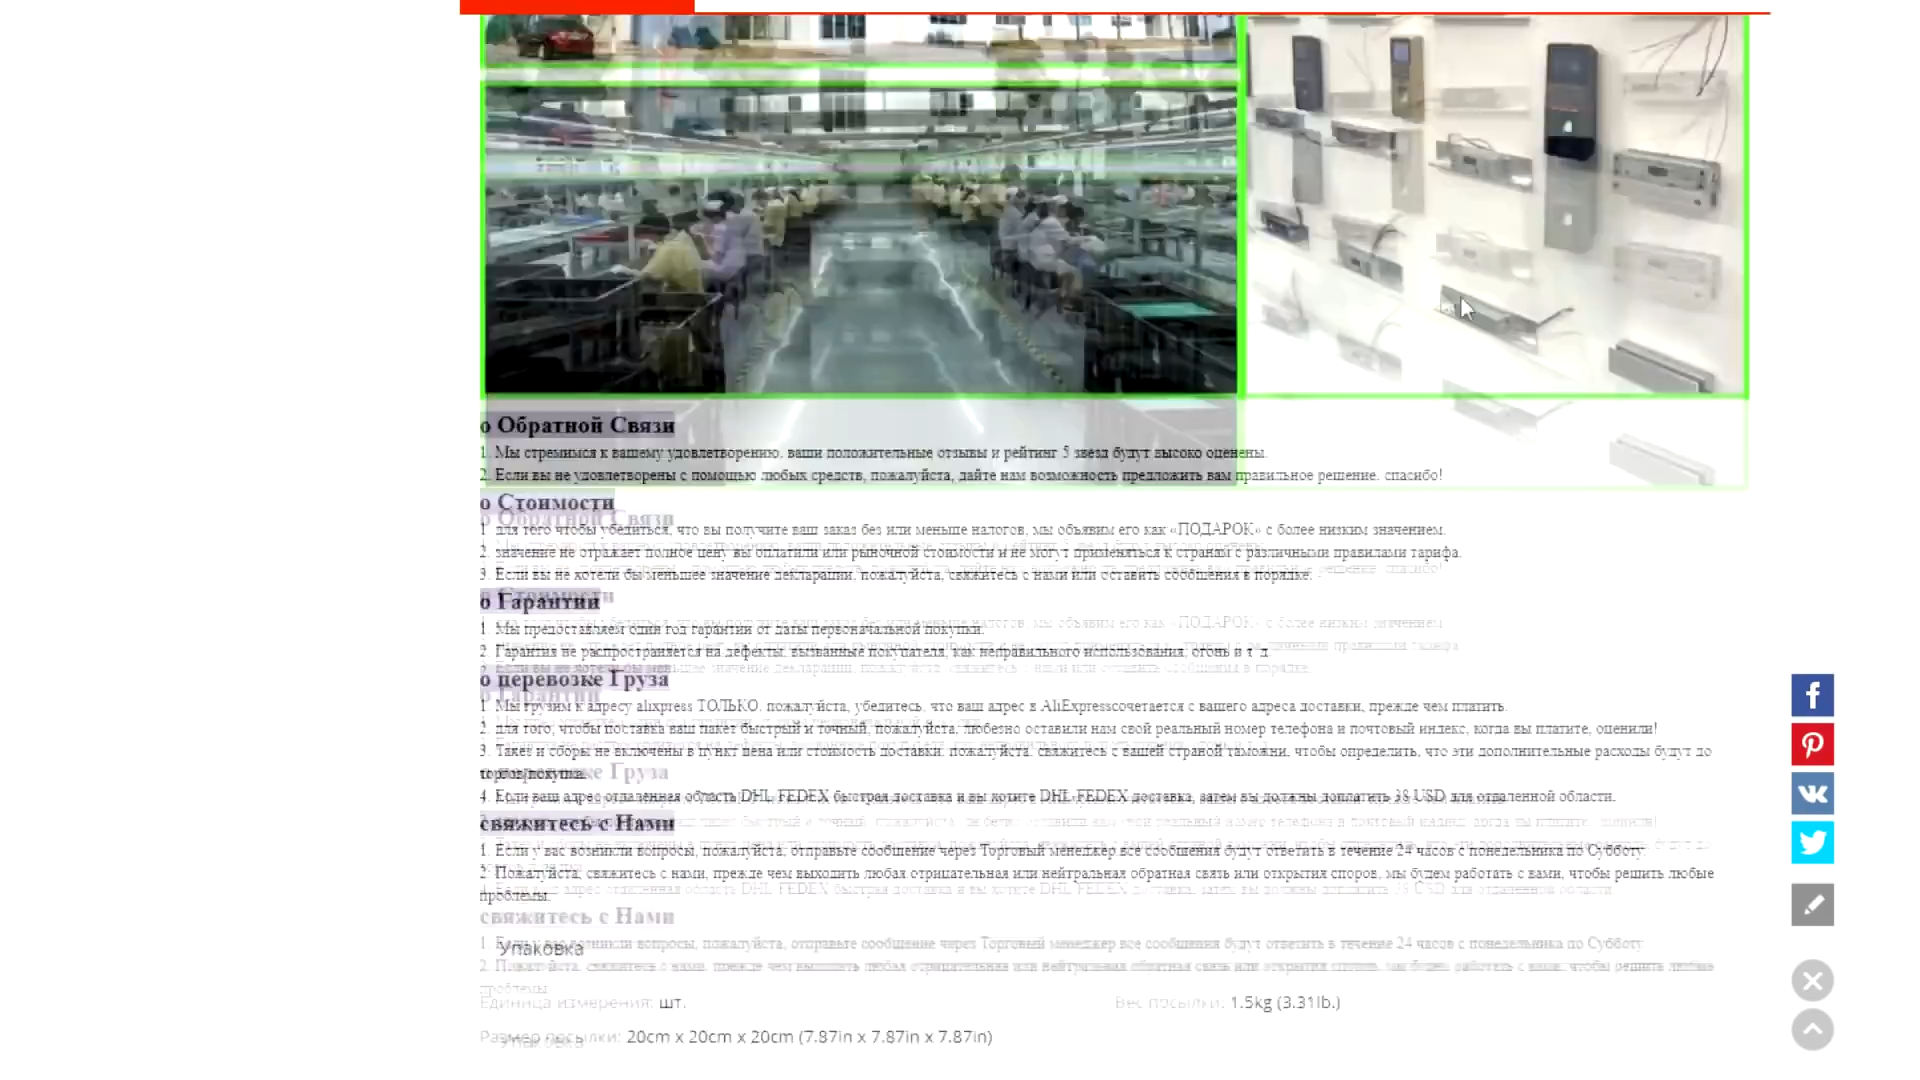 о Обратной Связи
1. Мы стремимся к вашему удовлетворению. ваши положительные отзывы и рейтинг 5 звезд будут высоко оценены.
2. Если вы не удовлетворены с помощью любых средств, пожалуйста, дайте нам возможность предложить вам правильное решение. спасибо!
о Стоимости
1. для того чтобы убедиться, что вы получите ваш заказ без или меньше налогов, мы объявим его как «ПОДАРОК» с более низким значением.
2. значение не отражает полное цену вы оплатили или рыночной стоимости и не могут применяться к странам с различными правилами тарифа.
3. Если вы не хотели бы меньшее значение декларации, пожалуйста, свяжитесь с нами или оставить сообщения в порядке.
о Гарантии
1. Мы предоставляем один год гарантии от даты первоначальной покупки.
2. Гарантия не распространяется на дефекты, вызванные покупателя, как неправильного использования, огонь и т. д.
о перевозке Груза
1. Мы грузим к адресу alixpress ТОЛЬКО. пожалуйста, убедитесь, что ваш адрес в AliExpressсочетается с вашего адреса доставки, прежде чем платить.
2. для того, чтобы поставка ваш пакет быстрый и точный, пожалуйста, любезно оставили нам свой реальный номер телефона и почтовый индекс, когда вы платите, оценили!
3. Такеs и сборы не включены в пункт цена или стоимость доставки. пожалуйста, свяжитесь с вашей страной таможни, чтобы определить, что эти дополнительные расходы будут до
4. Если ваш адрес отдаленная область DHL FEDEX быстрая доставка и вы хотите DHL FEDEX доставка, затем вы должны доплатить 38 USD для отдаленной области.
свяжитесь с Нами
1. Если у вас возникли вопросы, пожалуйста, отправьте сообщение через Торговый менеджер.все сообщения будут ответить в течение 24 часов с понедельника по Субботу.
2. Пожалуйста, свяжитесь с нами, прежде чем выходить любая отрицательная или нейтральная обратная связь или открытия споров, мы будем работать с вами, чтобы решить любые
проблемы.
Упаковка
Единица измерения: шт.
Вес посылки: 1.5kg (3.31lb.)
Размер посылки: 20cm x 20cm x 20cm (7.87in x 7.87in x 7.87in)